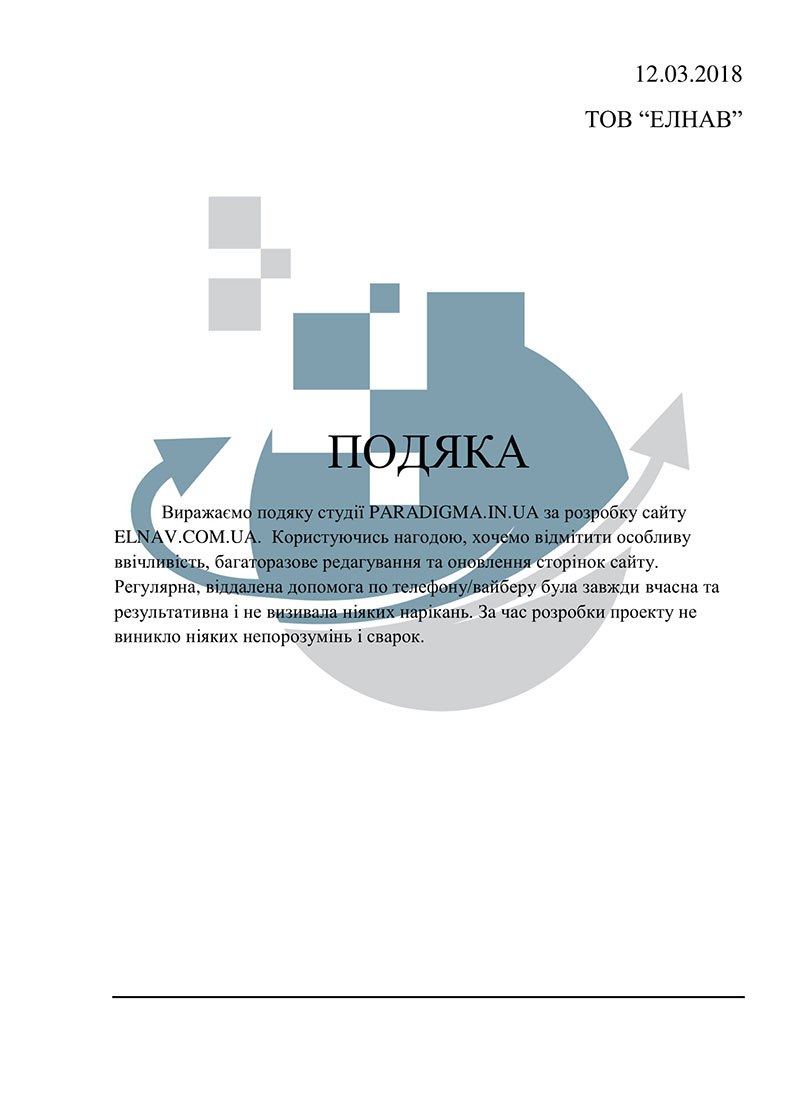 12.03.2018
ТОВ “ЕЛНАВ”
ПОДЯКА
Виражаємо подяку студії PARADIGMA.IN.UA за розробку сайту
ELNAV.COM.UA. Користуючись нагодою, хочемо відмітити особливу
ввічливість, багаторазове редагування та оновлення сторінок сайту.
Регулярна, віддалена допомога по телефону/вайберу була завжди вчасна та
результативна і не визивала ніяких нарікань. За час розробки проекту не
виникло ніяких непорозумінь і сварок.